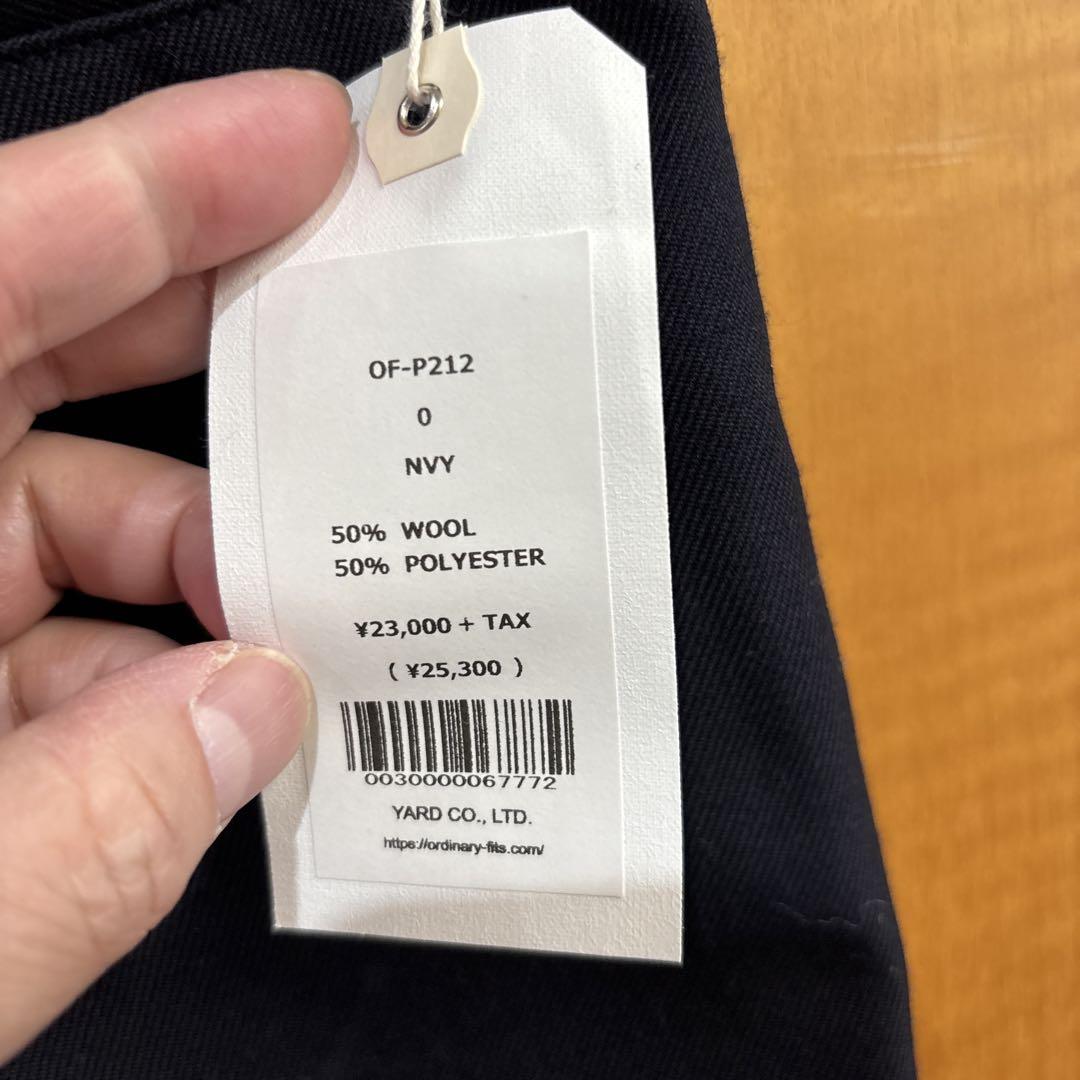 OF-P212
0
NVY
50% WOOL
50% POLYESTER
¥23,000 + TAX
( ¥25,300 )
0030000067772
YARD CO., LTD.
https://ordinary-fits.com/